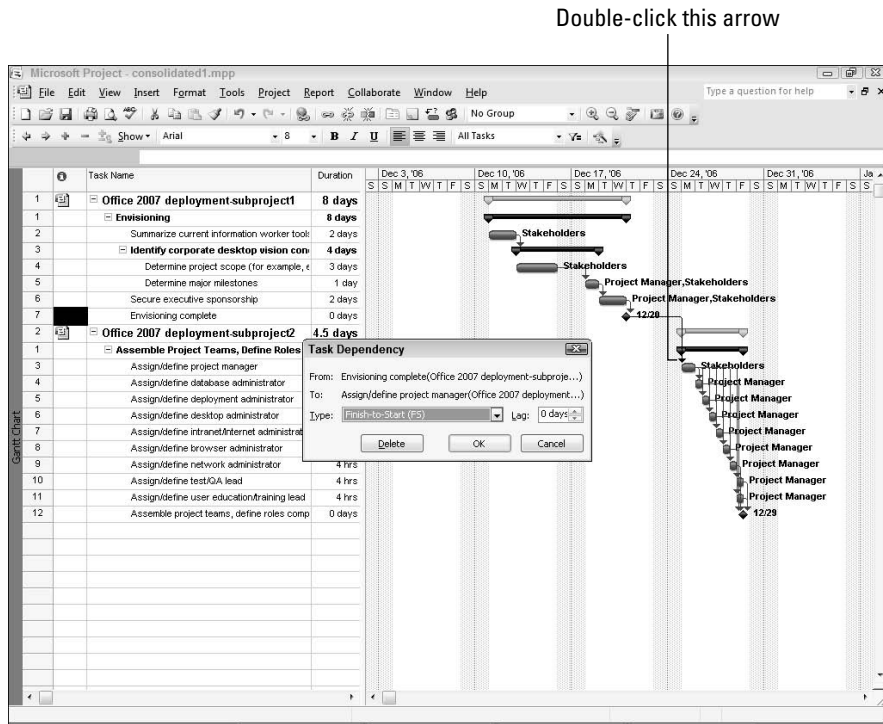 Double-click this arrow
Microsoft Project - consolidated1.mpp
File Edit View Insert Format Tools Project Report Collaborate Window Help Type a question for help
No Group
Show Arial 8 B I U All Tasks
Task Name Duration Dec 3, '06 Dec 10, '06 Dec 17, '06 Dec 24, '06 Dec 31, '06 Ja
S S M T W T F S S M T W T F S S M T W T F S S M T W T F S S M T W T F S S
1 Office 2007 deployment-subproject1 8 days
1 Envisioning 8 days
2 Summarize current information worker tools 2 days Stakeholders
3 Identify corporate desktop vision con 4 days
4 Determine project scope (for example, e 3 days Stakeholders
5 Determine major milestones 1 day Project Manager,Stakeholders
6 Secure executive sponsorship 2 days Project Manager,Stakeholders
7 Envisioning complete 0 days 12/20
2 Office 2007 deployment-subproject2 4.5 days
1 Assemble Project Teams, Define Roles
3 Assign/define project manager Stakeholders
4 Assign/define database administrator Project Manager
5 Assign/define deployment administrator Project Manager
6 Assign/define desktop administrator Project Manager
7 Assign/define intranet/Internet administrat Project Manager
8 Assign/define browser administrator Project Manager
9 Assign/define network administrator 4 hrs Project Manager
10 Assign/define test/QA lead 4 hrs Project Manager
11 Assign/define user education/training lead 4 hrs Project Manager
12 Assemble project teams, define roles comp 0 days 12/29
Gantt Chart
Task Dependency
From: Envisioning complete(Office 2007 deployment-subproje...)
To: Assign/define project manager(Office 2007 deployment...)
Type: Finish-to-Start (FS) Lag: 0 days
Delete OK Cancel